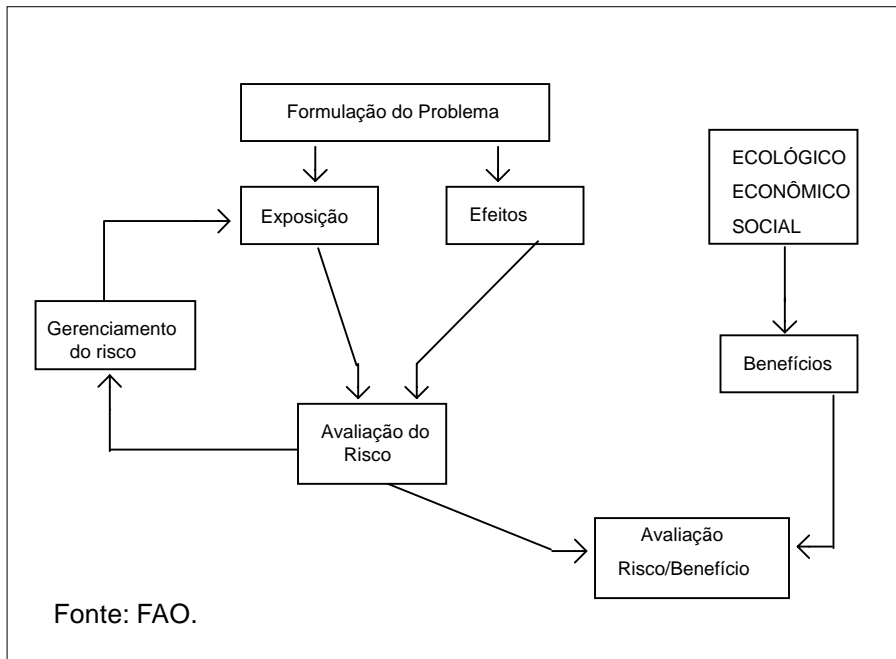 Formulação do Problema
ECOLÓGICO
ECONÔMICO
SOCIAL
Exposição
Efeitos
Gerenciamento
do risco
Benefícios
Avaliação do
Risco
Avaliação
Risco/Benefício
Fonte: FAO.